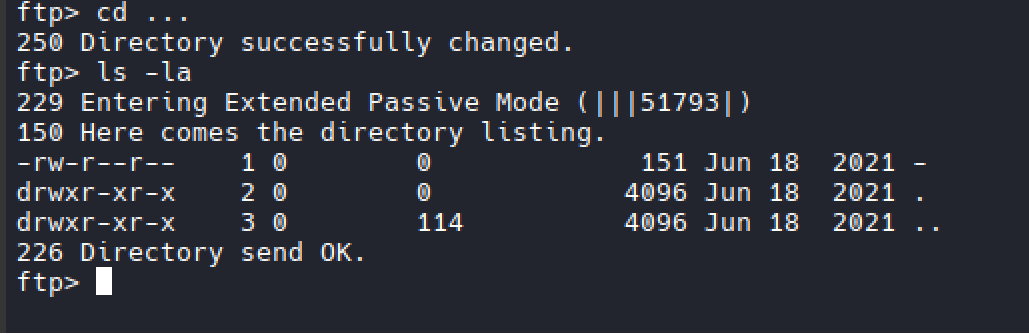 ftp> cd ...
250 Directory successfully changed.
ftp> ls -la
229 Entering Extended Passive Mode (|||51793|)
150 Here comes the directory listing.
-rw-r--r--    1 0        0             151 Jun 18  2021 -
drwxr-xr-x    2 0        0            4096 Jun 18  2021 .
drwxr-xr-x    3 0        114          4096 Jun 18  2021 ..
226 Directory send OK.
ftp>